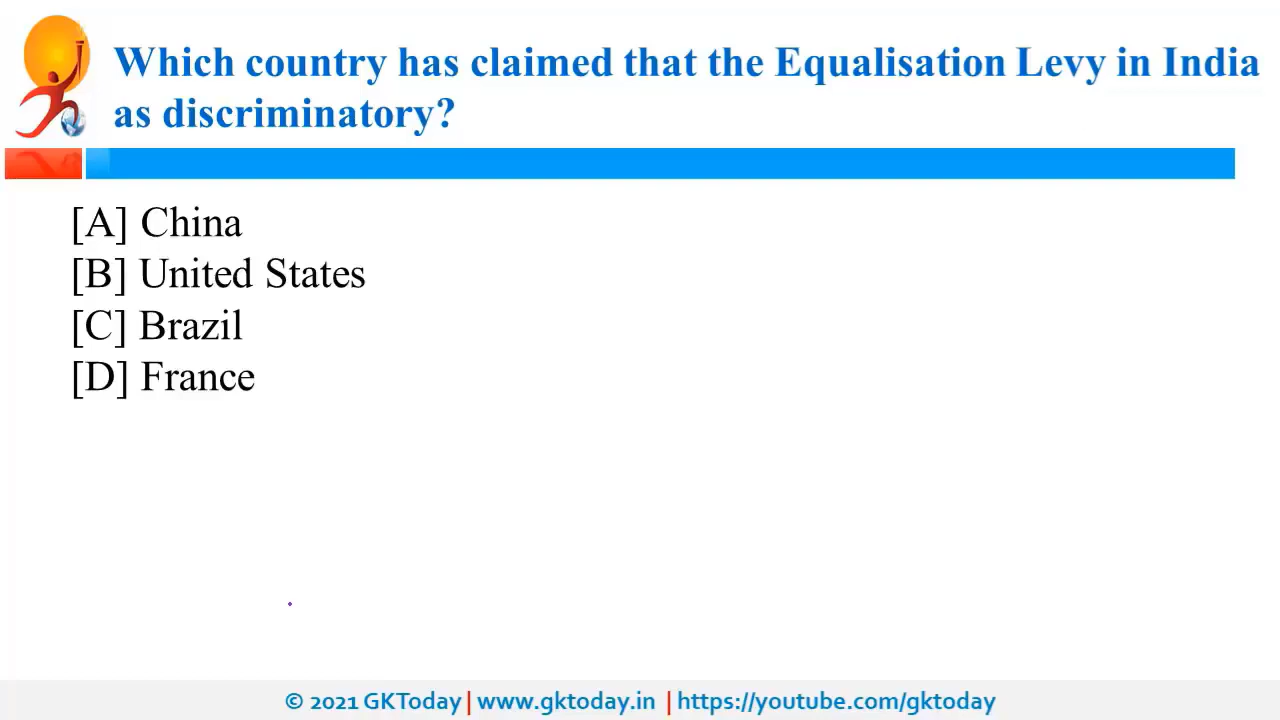 Which country has claimed that the Equalisation Levy in India
as discriminatory?
[A] China
[B] United States
[C] Brazil
[D] France
© 2021 GKToday | www.gktoday.in | https://youtube.com/gktoday